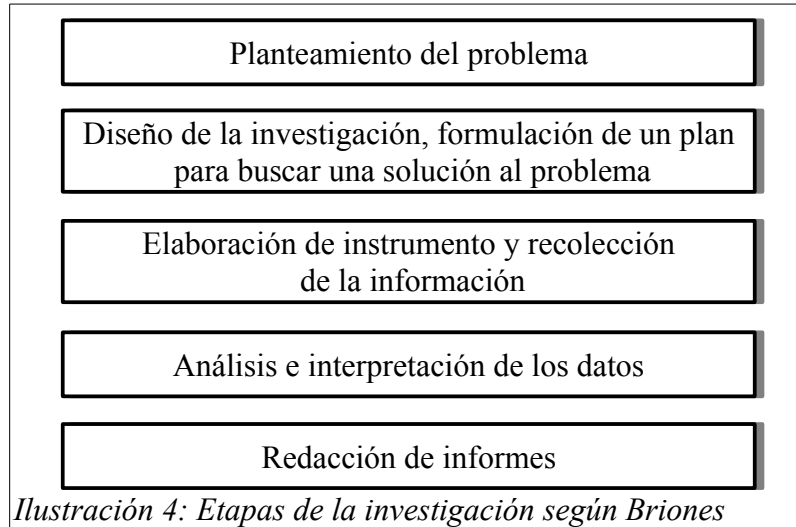 Planteamiento del problema
Diseño de la investigación, formulación de un plan
para buscar una solución al problema
Elaboración de instrumento y recolección
de la información
Análisis e interpretación de los datos
Redacción de informes
Ilustración 4: Etapas de la investigación según Briones